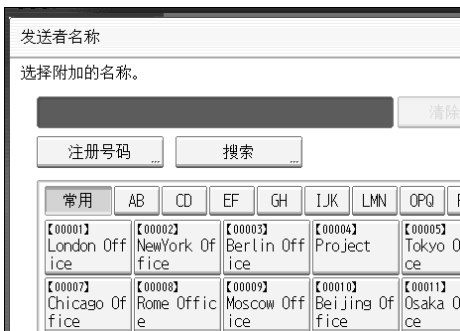 发送者名称
选择附加的名称。
清除
注册号码 ...
搜索 ...
常用 AB CD EF GH IJK LMN OPQ
【00001】 【00002】 【00003】 【00004】 【00005】
London Off NewYork Of Berlin Off Project Tokyo O
ice fice ice ce
【00007】 【00008】 【00009】 【00010】 【00011】
Chicago Of Rome Offic Moscow Off Beijing Of Osaka O
fice e ice fice ce